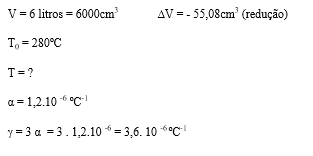 V = 6 litros = 6000cm³ ΔV = - 55,08cm³ (redução)
T₀ = 280ºC
T = ?
α = 1,2.10 ⁻⁶ ºC⁻¹
γ = 3 α = 3 . 1,2.10 ⁻⁶ = 3,6. 10 ⁻⁶ ºC⁻¹